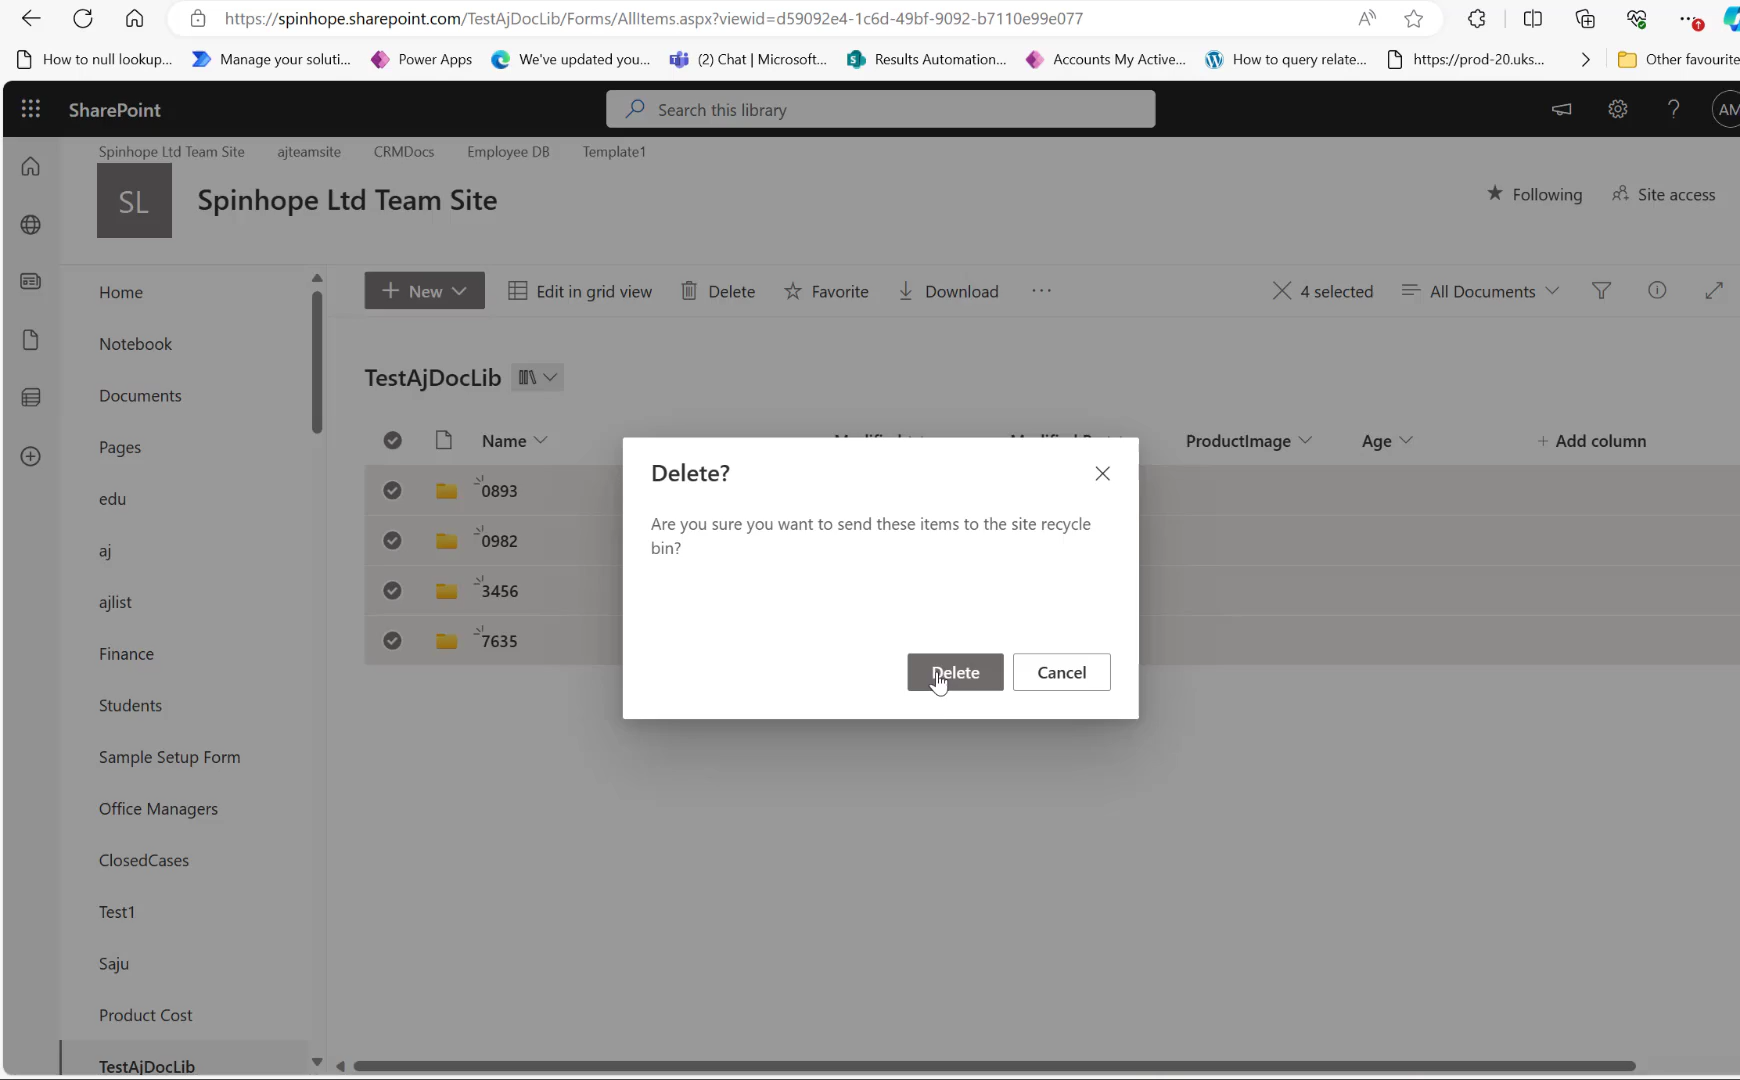 https://spinhope.sharepoint.com/TestAjDocLib/Forms/AllItems.aspx?viewid=d59092e4-1c6d-49bf-9092-b7110e99e077
How to null lookup... Manage your soluti... Power Apps We've updated you... (2) Chat | Microsoft... Results Automation... Accounts My Active... How to query relate... https://prod-20.uks... Other favourite
SharePoint Search this library ? AM
Spinhope Ltd Team Site ajteamsite CRMDocs Employee DB Template1
SL Spinhope Ltd Team Site Following Site access
Home
Notebook
Documents
Pages
edu
aj
ajlist
Finance
Students
Sample Setup Form
Office Managers
ClosedCases
Test1
Saju
Product Cost
TestAjDocLib
+ New Edit in grid view Delete Favorite Download ... 4 selected All Documents
TestAjDocLib
Name ProductImage Age + Add column
0893
0982
3456
7635
Delete?
Are you sure you want to send these items to the site recycle
bin?
Delete Cancel